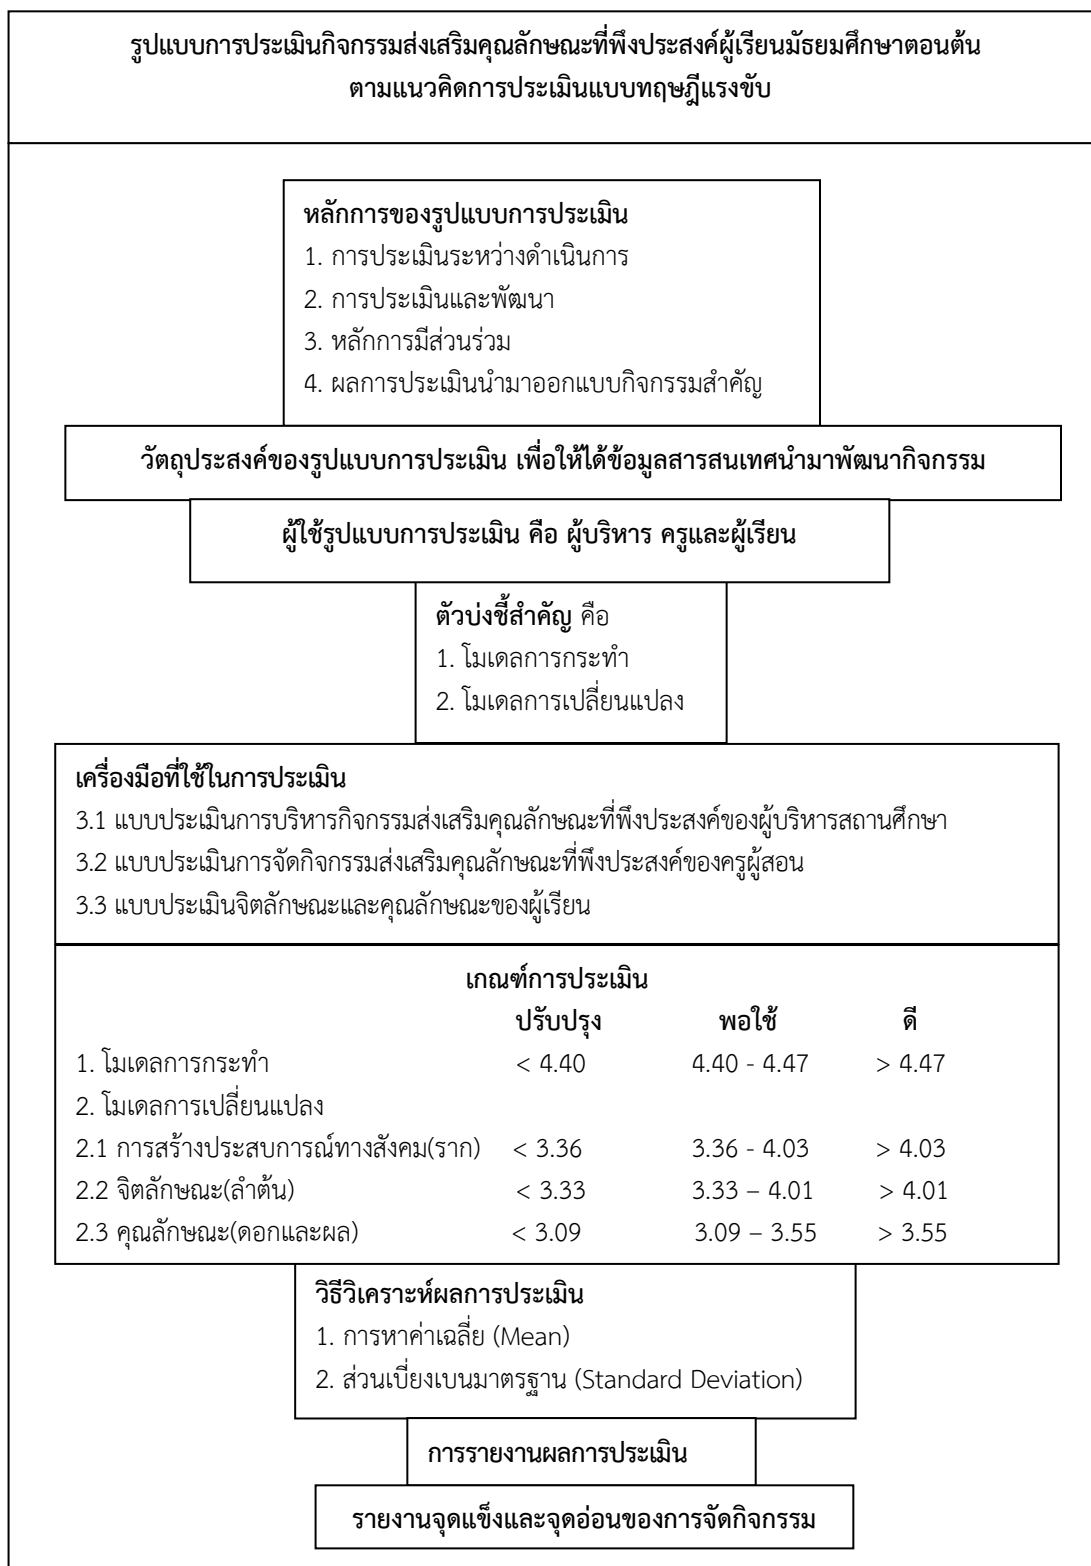 รูปแบบการประเมินกิจกรรมส่งเสริมคุณลักษณะที่พึงประสงค์ผู้เรียนมัธยมศึกษาตอนต้น
ตามแนวคิดการประเมินแบบทฤษฎีแรงขับ
หลักการของรูปแบบการประเมิน
1. การประเมินระหว่างดำเนินการ
2. การประเมินและพัฒนา
3. หลักการมีส่วนร่วม
4. ผลการประเมินนำมาออกแบบกิจกรรมสำคัญ
วัตถุประสงค์ของรูปแบบการประเมิน เพื่อให้ได้ข้อมูลสารสนเทศนำมาพัฒนากิจกรรม
ผู้ใช้รูปแบบการประเมิน คือ ผู้บริหาร ครูและผู้เรียน
ตัวบ่งชี้สำคัญ คือ
1. โมเดลการกระทำ
2. โมเดลการเปลี่ยนแปลง
เครื่องมือที่ใช้ในการประเมิน
3.1 แบบประเมินการบริหารกิจกรรมส่งเสริมคุณลักษณะที่พึงประสงค์ของผู้บริหารสถานศึกษา
3.2 แบบประเมินการจัดกิจกรรมส่งเสริมคุณลักษณะที่พึงประสงค์ของครูผู้สอน
3.3 แบบประเมินจิตลักษณะและคุณลักษณะของผู้เรียน
เกณฑ์การประเมิน
ปรับปรุง พอใช้ ดี
1. โมเดลการกระทำ < 4.40 4.40 - 4.47 > 4.47
2. โมเดลการเปลี่ยนแปลง
2.1 การสร้างประสบการณ์ทางสังคม(ราก) < 3.36 3.36 - 4.03 > 4.03
2.2 จิตลักษณะ(ลำต้น) < 3.33 3.33 – 4.01 > 4.01
2.3 คุณลักษณะ(ดอกและผล) < 3.09 3.09 – 3.55 > 3.55
วิธีวิเคราะห์ผลการประเมิน
1. การหาค่าเฉลี่ย (Mean)
2. ส่วนเบี่ยงเบนมาตรฐาน (Standard Deviation)
การรายงานผลการประเมิน
รายงานจุดแข็งและจุดอ่อนของการจัดกิจกรรม